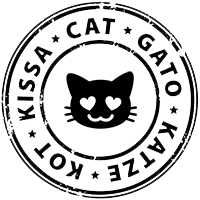 KISSA • CAT • GATO • KATZE • KOT •